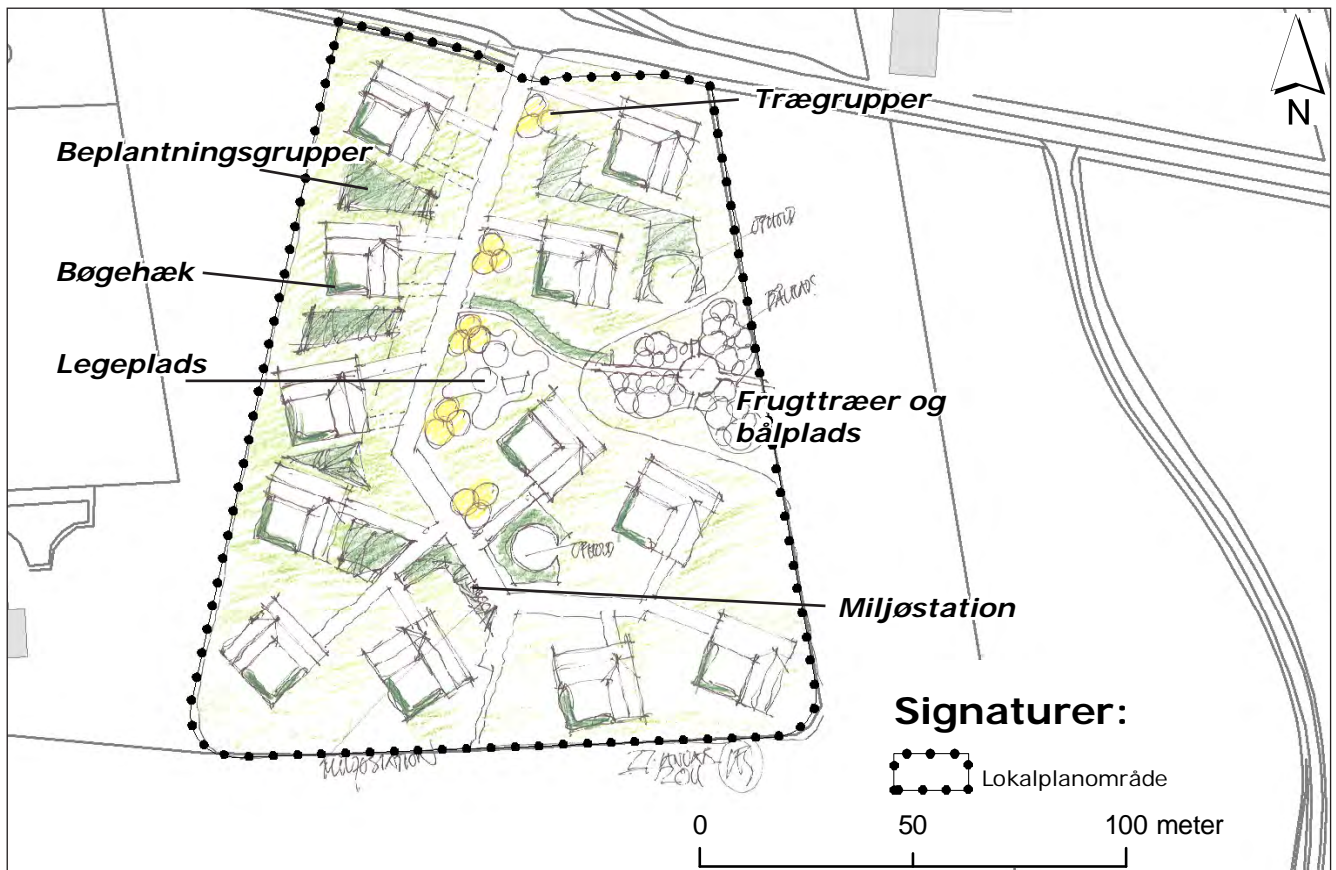 Trægrupper
N
Beplantningsgrupper
OPHOLD
Bøgehæk
BÅLPLADS
Legeplads
Frugttræer og
bålplads
OPHOLD
Miljøstation
Signaturer:
MILJØSTATION
Lokalplanområde
0 50 100 meter